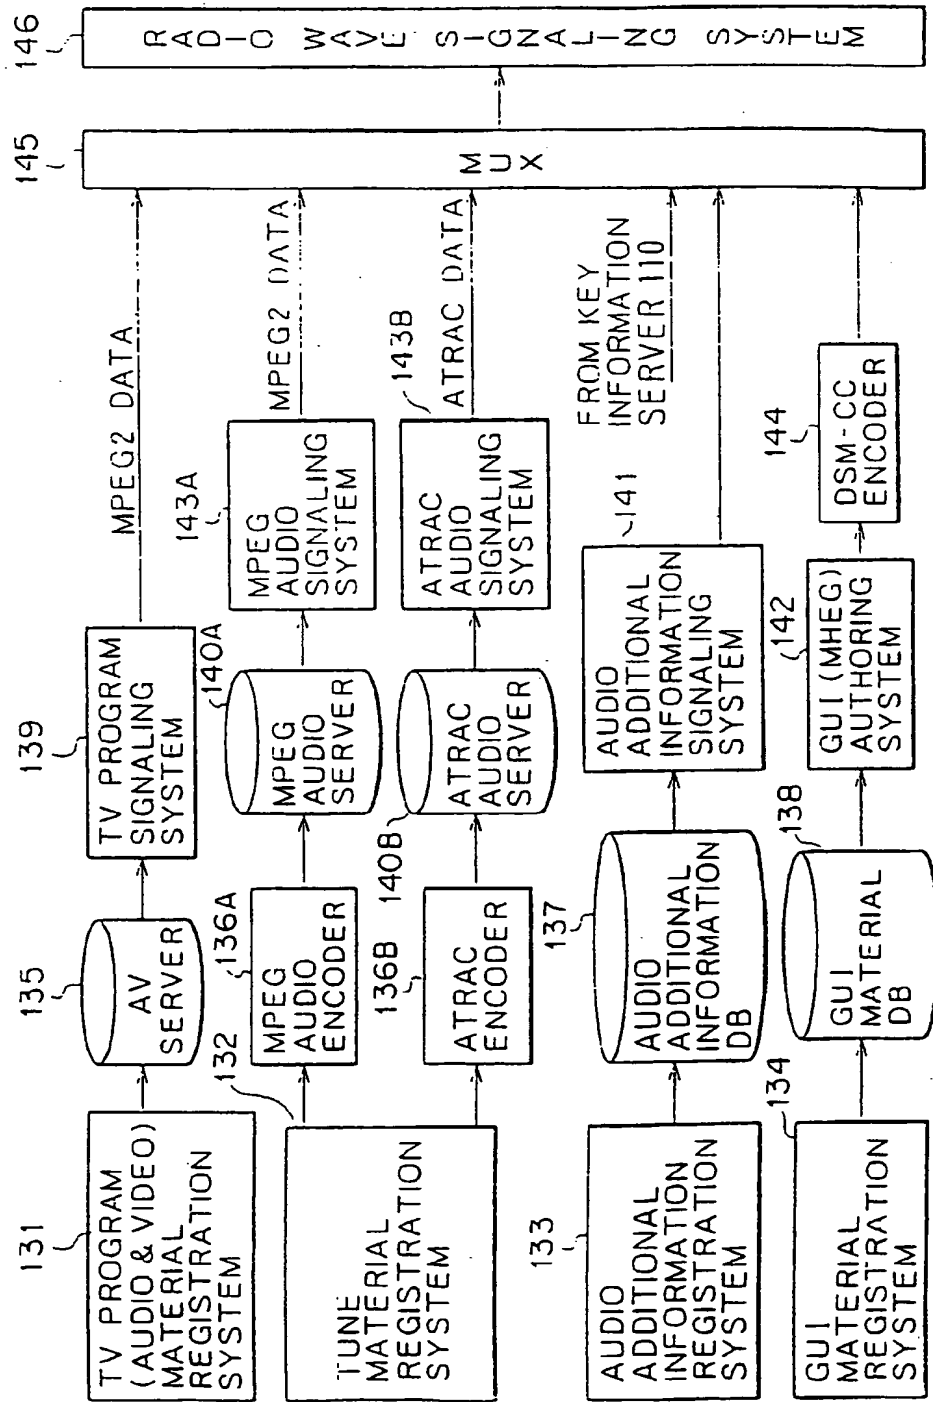 131
TV PROGRAM
(AUDIO & VIDEO)
MATERIAL
REGISTRATION
SYSTEM
135
AV
SERVER
139
TV PROGRAM
SIGNALING
SYSTEM
MPEG2 DATA
132
TUNE
MATERIAL
REGISTRATION
SYSTEM
136A
MPEG
AUDIO
ENCODER
140A
MPEG
AUDIO
SERVER
143A
MPEG
AUDIO
SIGNALING
SYSTEM
MPEG2 DATA
136B
ATRAC
ENCODER
140B
ATRAC
AUDIO
SERVER
143B
ATRAC
AUDIO
SIGNALING
SYSTEM
ATRAC DATA
133
AUDIO
ADDITIONAL
INFORMATION
REGISTRATION
SYSTEM
137
AUDIO
ADDITIONAL
INFORMATION
DB
141
AUDIO
ADDITIONAL
INFORMATION
SIGNALING
SYSTEM
FROM KEY
INFORMATION
SERVER 110
134
GUI
MATERIAL
REGISTRATION
SYSTEM
138
GUI
MATERIAL
DB
142
GUI (MHEG)
AUTHORING
SYSTEM
144
DSM-CC
ENCODER
145
MUX
146
RADIO WAVE SIGNALING SYSTEM